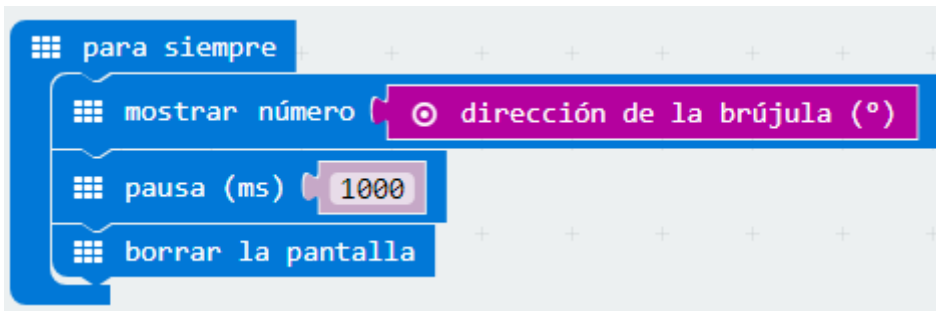 para siempre
mostrar número dirección de la brújula (º)
pausa (ms) 1000
borrar la pantalla